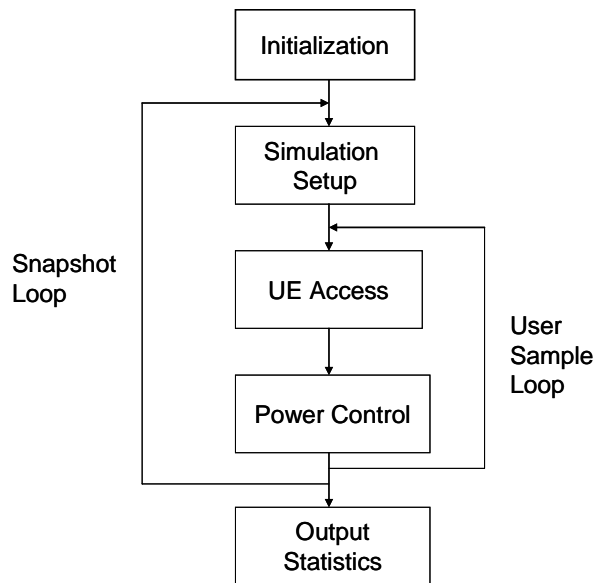 Initialization
Simulation
Setup
Snapshot
Loop
UE Access
User
Sample
Loop
Power Control
Output
Statistics